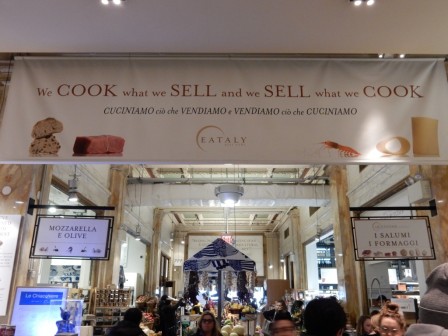 We COOK what we SELL and we SELL what we COOK
CUCINIAMO ciò che VENDIAMO e VENDIAMO ciò che CUCINIAMO
EATALY
MOZZARELLA
E OLIVE
I SALUMI
I FORMAGGI